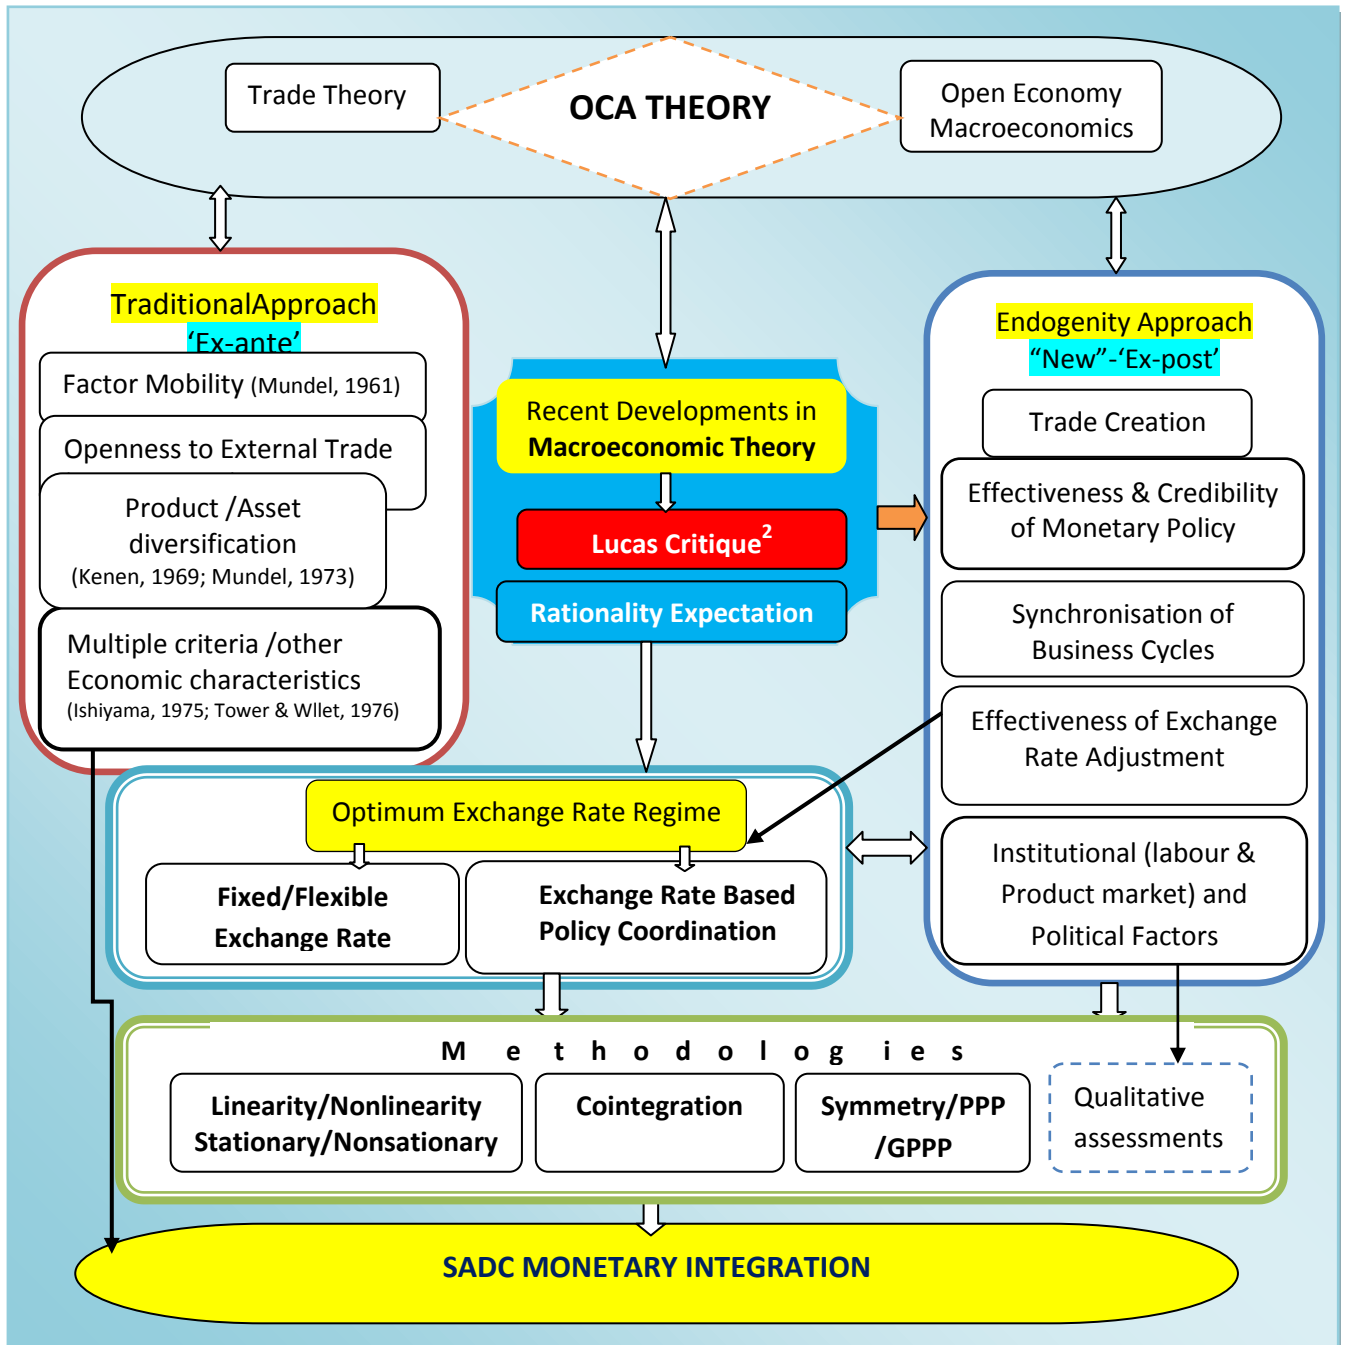 Trade Theory
OCA THEORY
Open Economy
Macroeconomics
TraditionalApproach
‘Ex-ante’
Factor Mobility (Mundel, 1961)
Openness to External Trade
Product /Asset
diversification
(Kenen, 1969; Mundel, 1973)
Multiple criteria /other
Economic characteristics
(Ishiyama, 1975; Tower & Wllet, 1976)
Recent Developments in
Macroeconomic Theory
Lucas Critique2
Rationality Expectation
Endogenity Approach
“New”-‘Ex-post’
Trade Creation
Effectiveness & Credibility
of Monetary Policy
Synchronisation of
Business Cycles
Effectiveness of Exchange
Rate Adjustment
Institutional (labour &
Product market) and
Political Factors
Optimum Exchange Rate Regime
Fixed/Flexible
Exchange Rate
Exchange Rate Based
Policy Coordination
M e t h o d o l o g i e s
Linearity/Nonlinearity
Stationary/Nonsationary
Cointegration
Symmetry/PPP
/GPPP
Qualitative
assessments
SADC MONETARY INTEGRATION